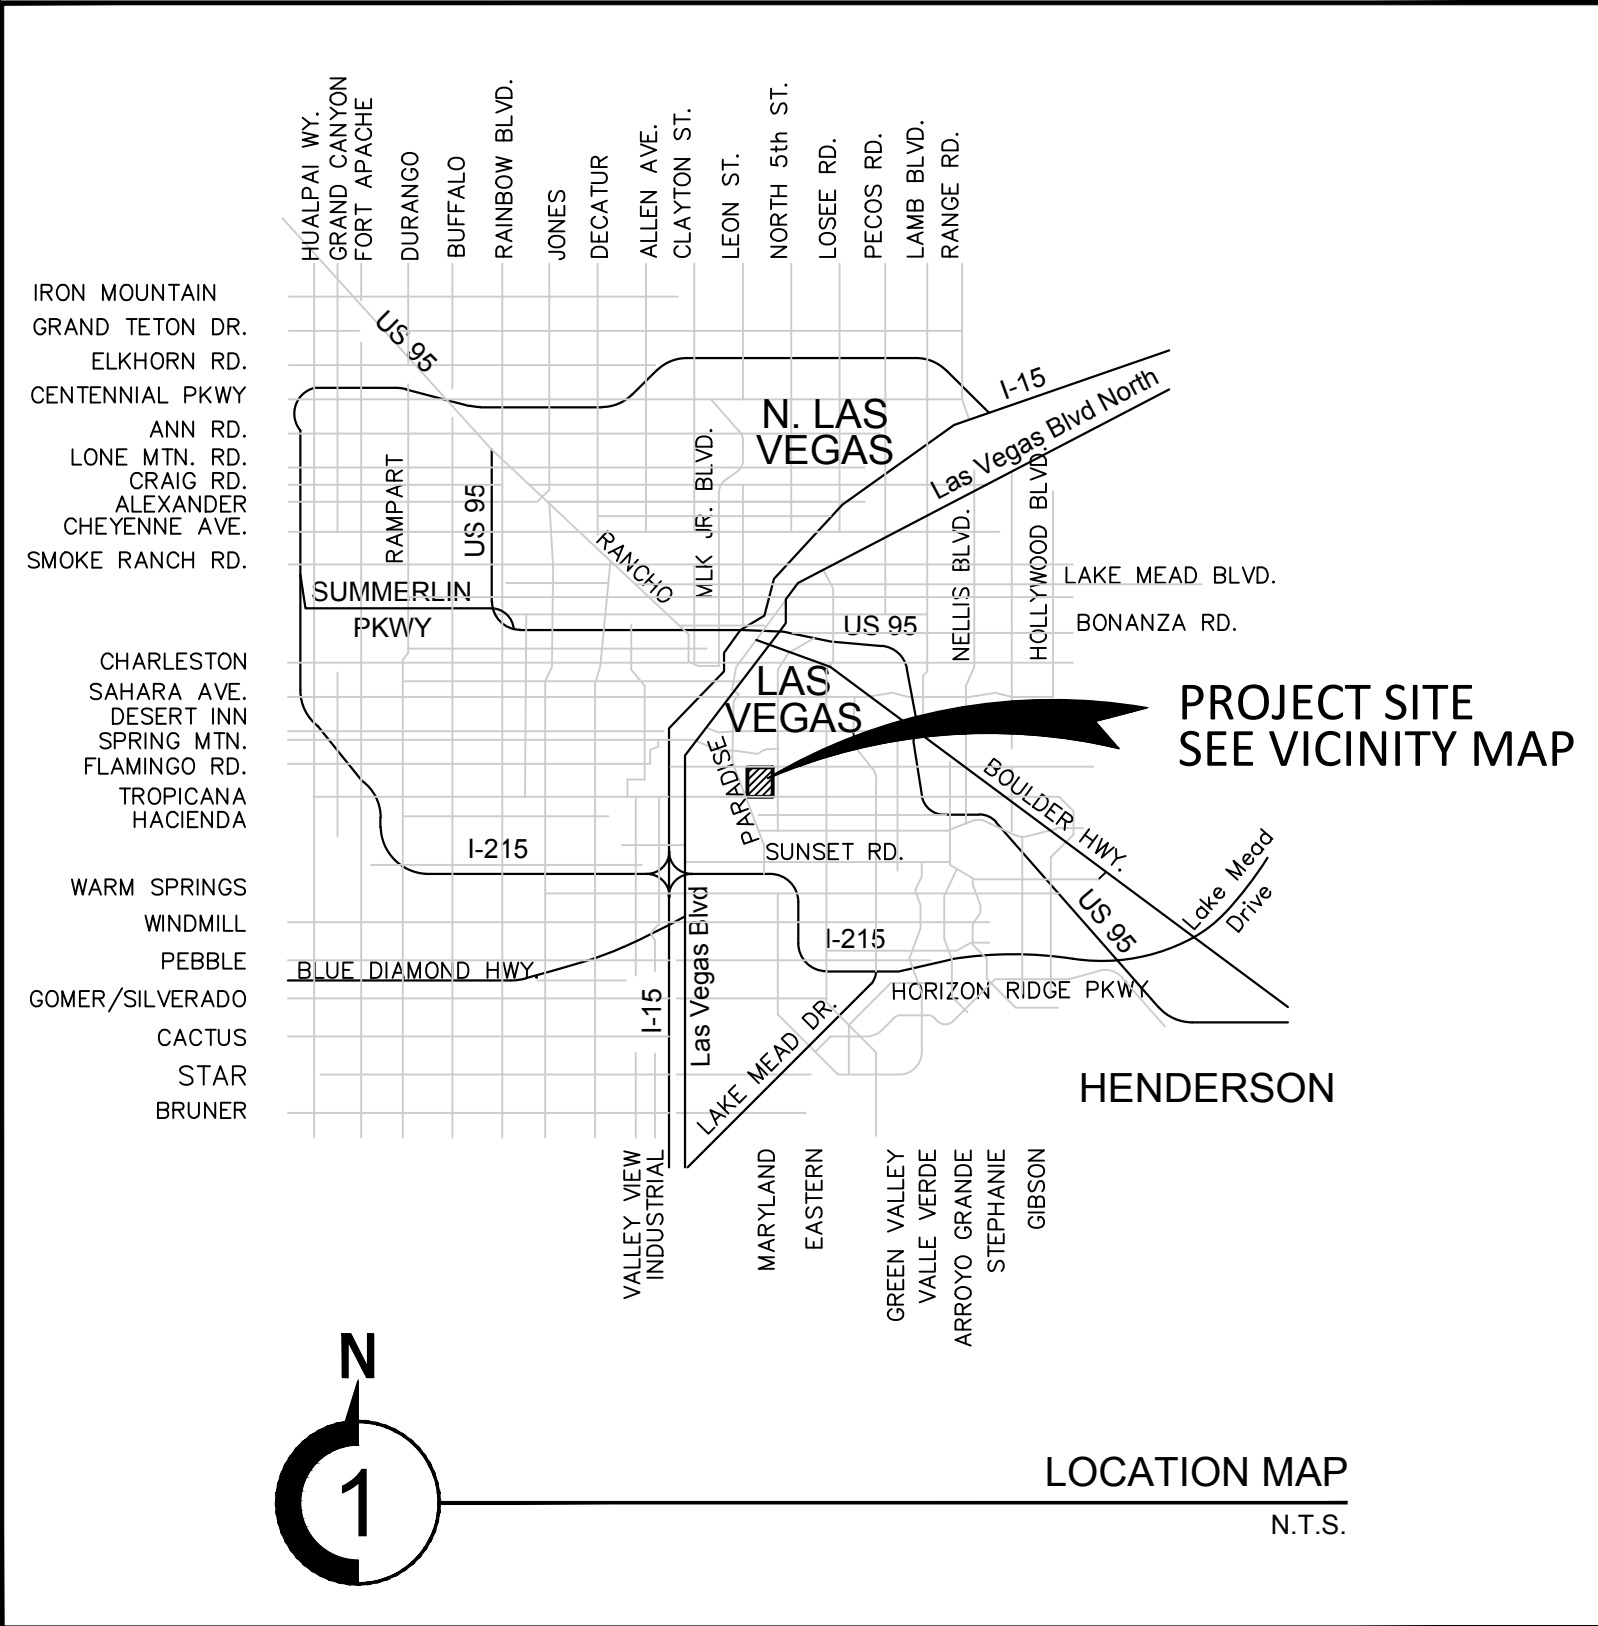 HUALPAI WY.
GRAND CANYON
FORT APACHE
DURANGO
BUFFALO
RAINBOW BLVD.
JONES
DECATUR
ALLEN AVE.
CLAYTON ST.
LEON ST.
NORTH 5th ST.
LOSEE RD.
PECOS RD.
LAMB BLVD.
RANGE RD.
IRON MOUNTAIN
GRAND TETON DR.
ELKHORN RD.
CENTENNIAL PKWY
ANN RD.
LONE MTN. RD.
CRAIG RD.
ALEXANDER
CHEYENNE AVE.
SMOKE RANCH RD.
CHARLESTON
SAHARA AVE.
DESERT INN
SPRING MTN.
FLAMINGO RD.
TROPICANA
HACIENDA
WARM SPRINGS
WINDMILL
PEBBLE
GOMER/SILVERADO
CACTUS
STAR
BRUNER
US 95
I-15
Las Vegas Blvd North
N. LAS
VEGAS
RAMPART
US 95
RANCHO
MLK JR. BLVD.
NELLIS BLVD.
HOLLYWOOD BLVD.
LAKE MEAD BLVD.
BONANZA RD.
SUMMERLIN
PKWY
US 95
LAS
VEGAS
PROJECT SITE
SEE VICINITY MAP
PARADISE
BOULDER HWY.
SUNSET RD.
I-215
Lake Mead
Drive
US 95
I-215
BLUE DIAMOND HWY.
Las Vegas Blvd
I-15
HORIZON RIDGE PKWY
LAKE MEAD DR.
HENDERSON
VALLEY VIEW
INDUSTRIAL
MARYLAND
EASTERN
GREEN VALLEY
VALLE VERDE
ARROYO GRANDE
STEPHANIE
GIBSON
N
1
LOCATION MAP
N.T.S.